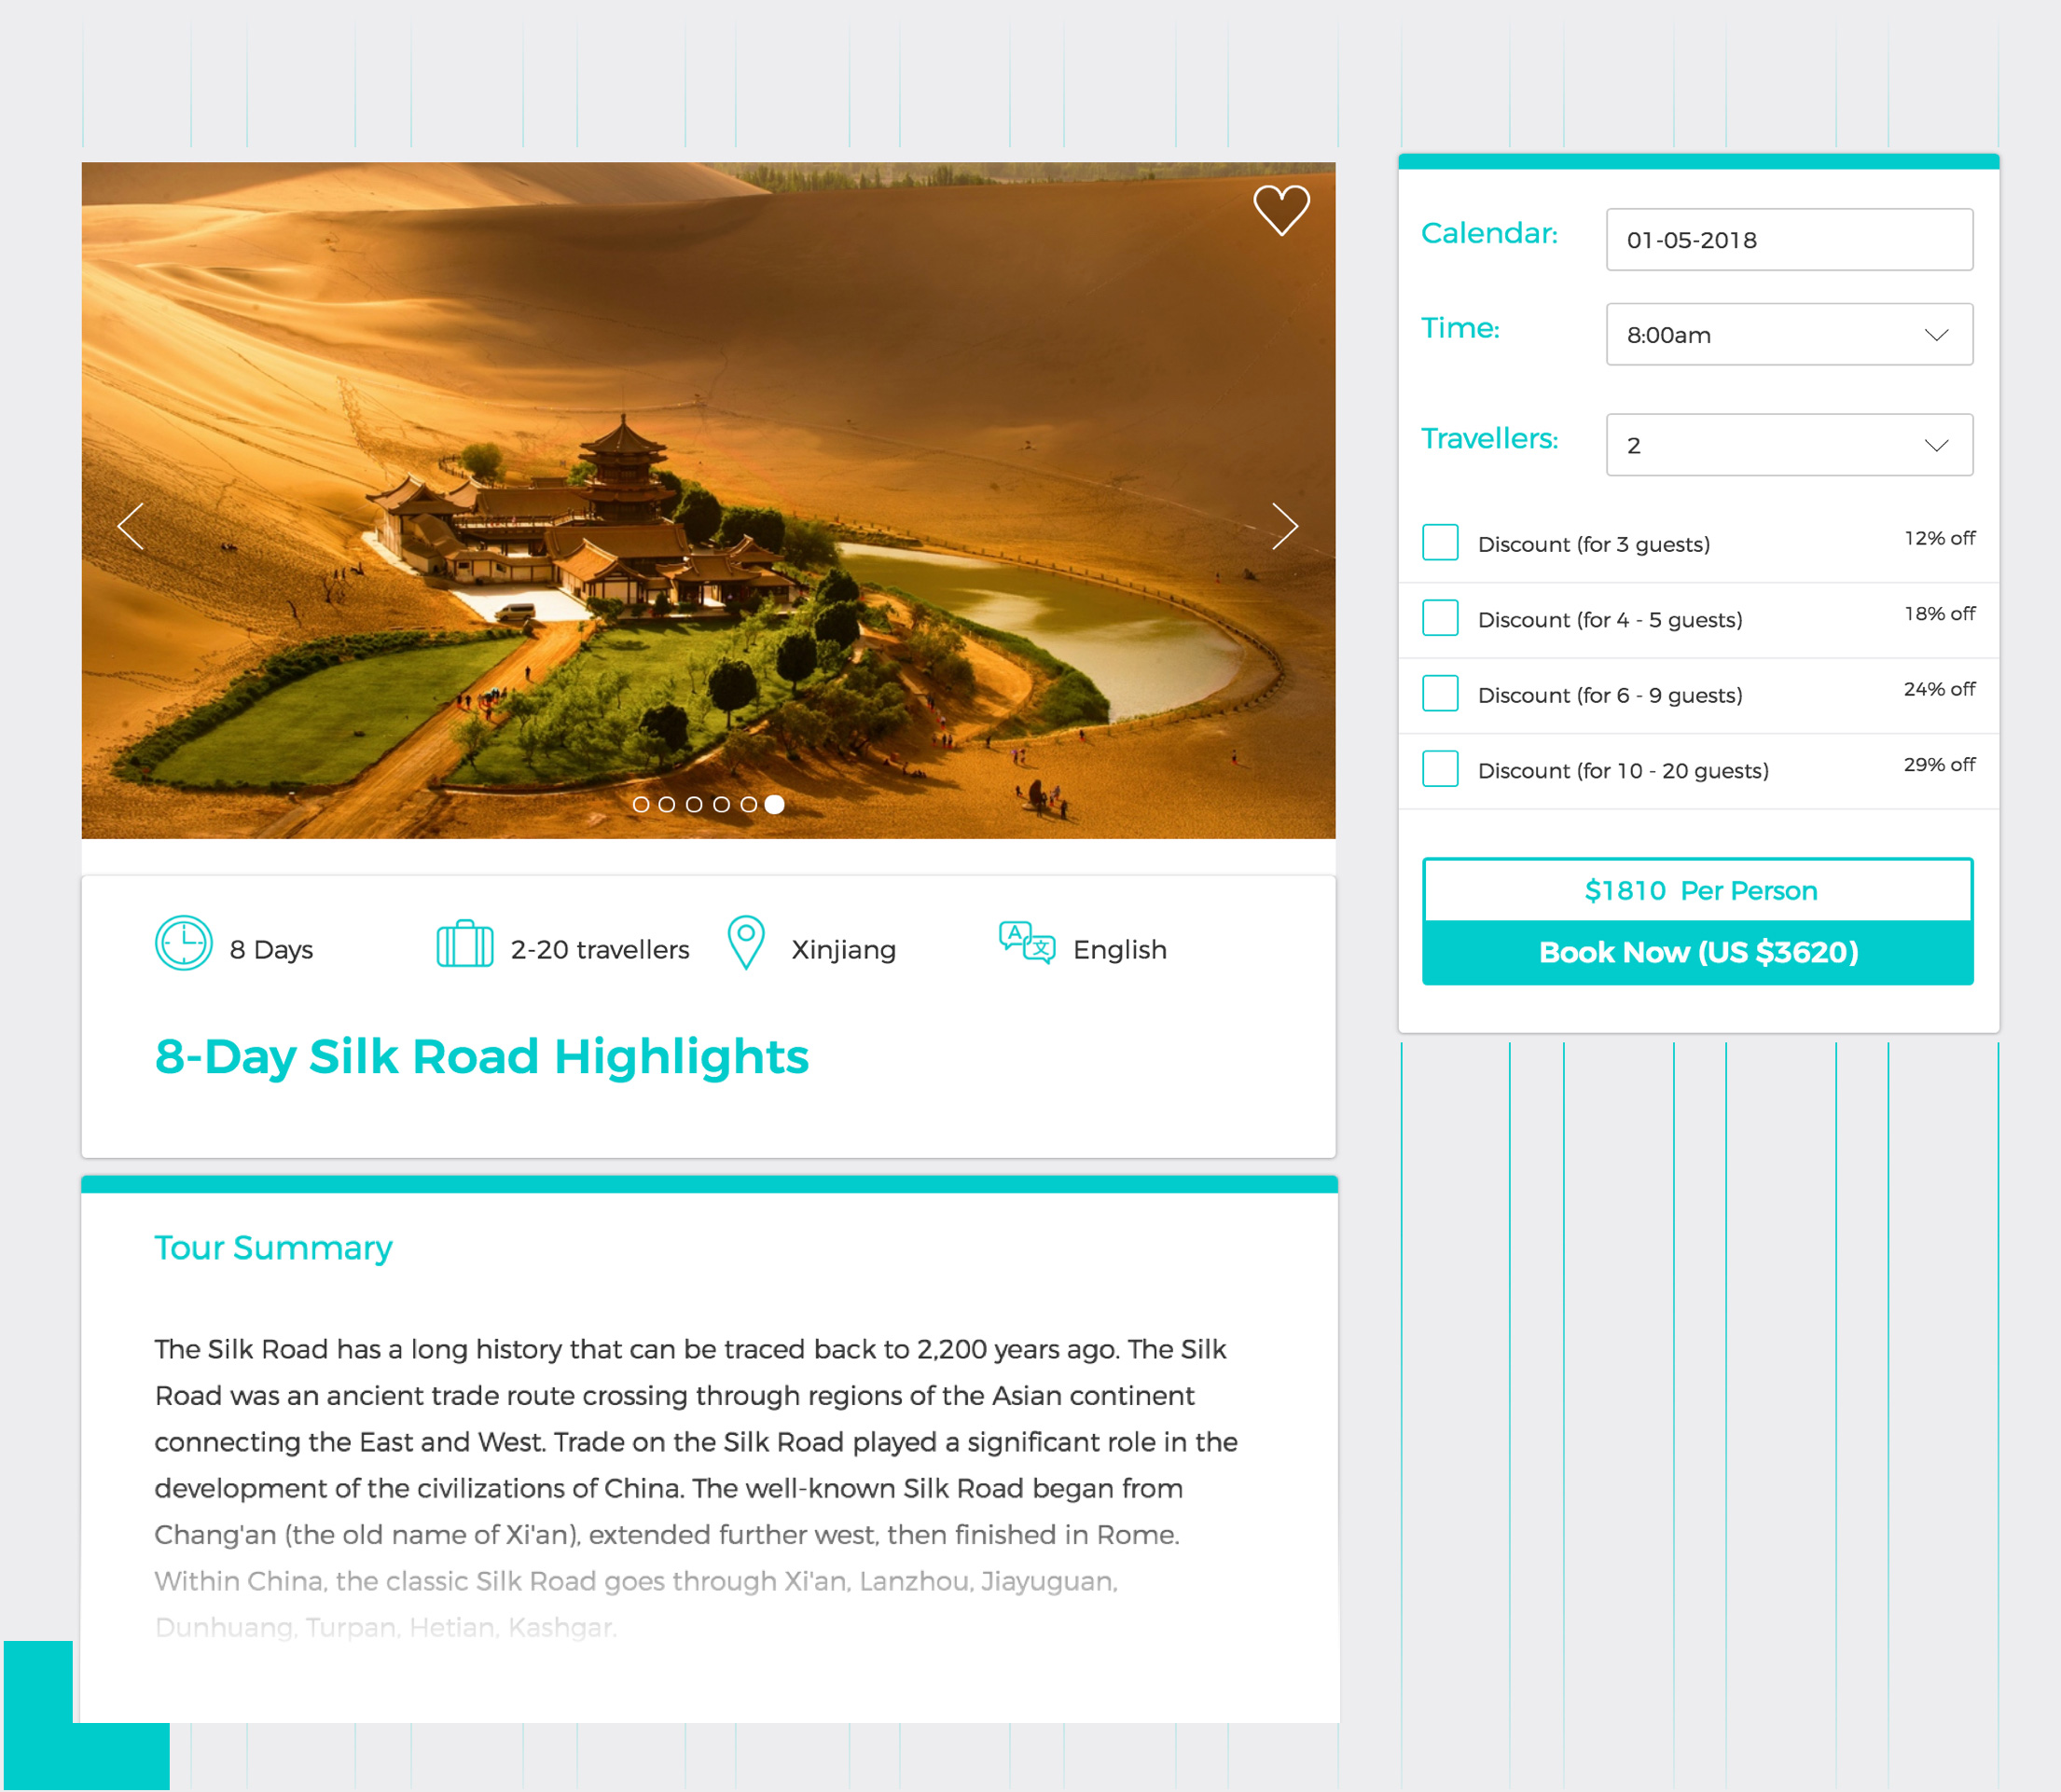 Calendar:
01-05-2018
Time:
8:00am
Travellers:
2
Discount (for 3 guests)
12% off
Discount (for 4 - 5 guests)
18% off
Discount (for 6 - 9 guests)
24% off
Discount (for 10 - 20 guests)
29% off
$1810 Per Person
Book Now (US $3620)
8 Days
2-20 travellers
Xinjiang
A
文
English
8-Day Silk Road Highlights
Tour Summary
The Silk Road has a long history that can be traced back to 2,200 years ago. The Silk
Road was an ancient trade route crossing through regions of the Asian continent
connecting the East and West. Trade on the Silk Road played a significant role in the
development of the civilizations of China. The well-known Silk Road began from
Chang'an (the old name of Xi'an), extended further west, then finished in Rome.
Within China, the classic Silk Road goes through Xi'an, Lanzhou, Jiayuguan,
Dunhuang, Turpan, Hetian, Kashgar.